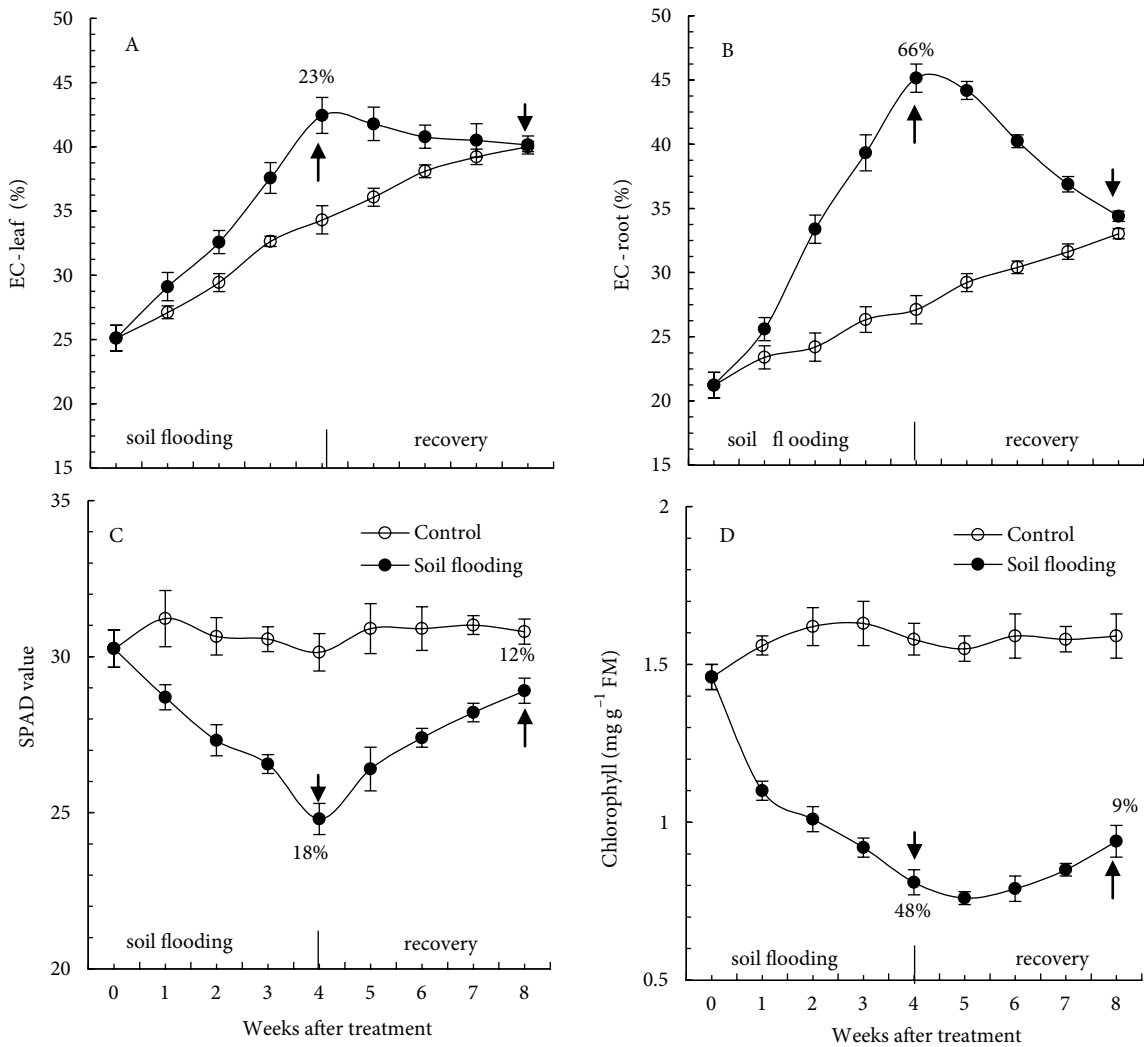 A
EC-leaf (%)
50
45
40
35
30
25
20
15
23%
soil flooding
recovery
B
EC-root (%)
50
45
40
35
30
25
20
15
66%
soil fl ooding
recovery
C
SPAD value
35
30
25
20
Control
Soil flooding
12%
18%
soil flooding
recovery
0 1 2 3 4 5 6 7 8
Weeks after treatment
D
Chlorophyll (mg g⁻¹ FM)
2
1.5
1
0.5
Control
Soil flooding
9%
48%
soil flooding
recovery
0 1 2 3 4 5 6 7 8
Weeks after treatment